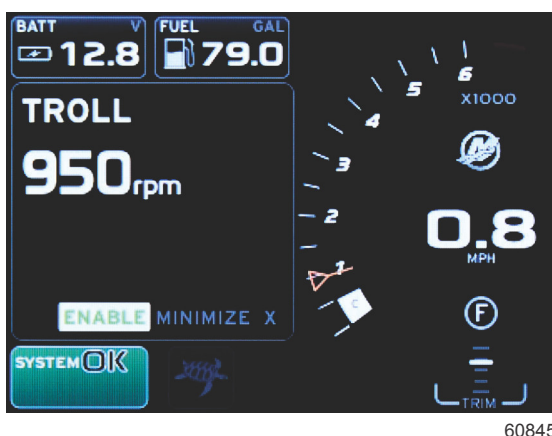 BATT V
12.8
FUEL GAL
79.0
TROLL
950rpm
ENABLE MINIMIZE X
SYSTEM OK
6
5
4
3
2
1
X1000
C
0.8
MPH
F
TRIM
60845